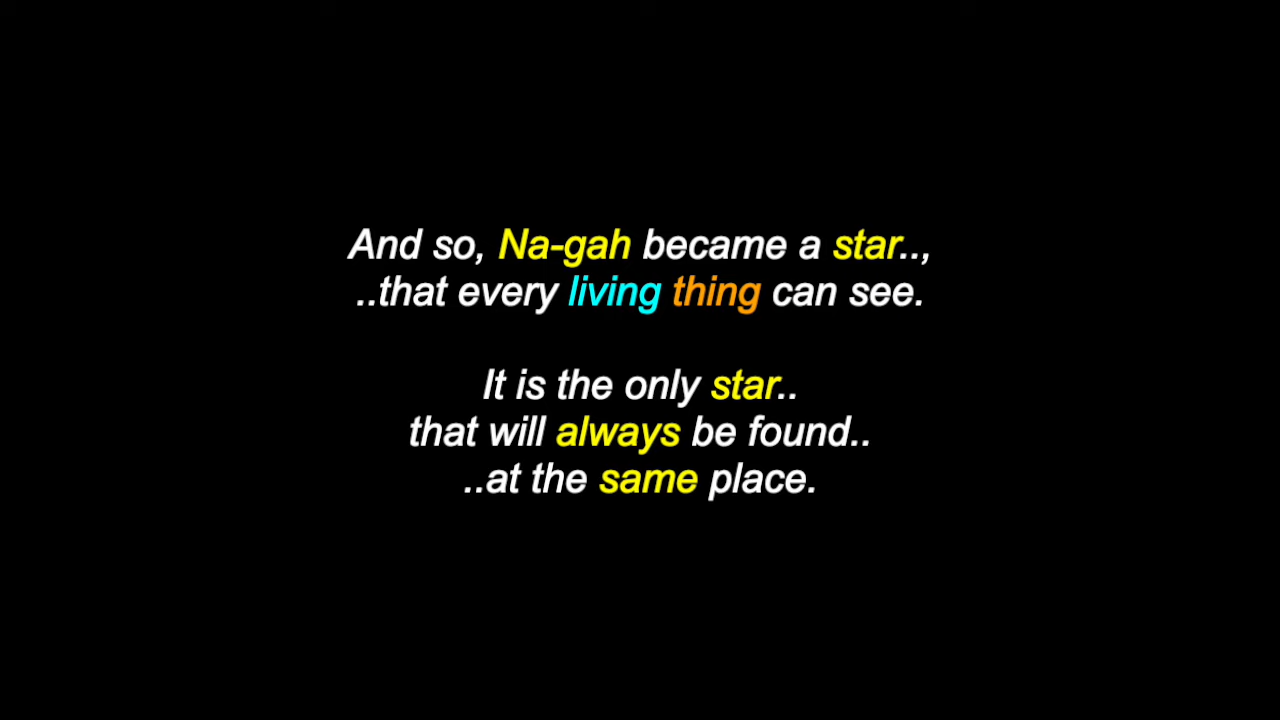 And so, Na-gah became a star..,
..that every living thing can see.
It is the only star..
that will always be found..
..at the same place.